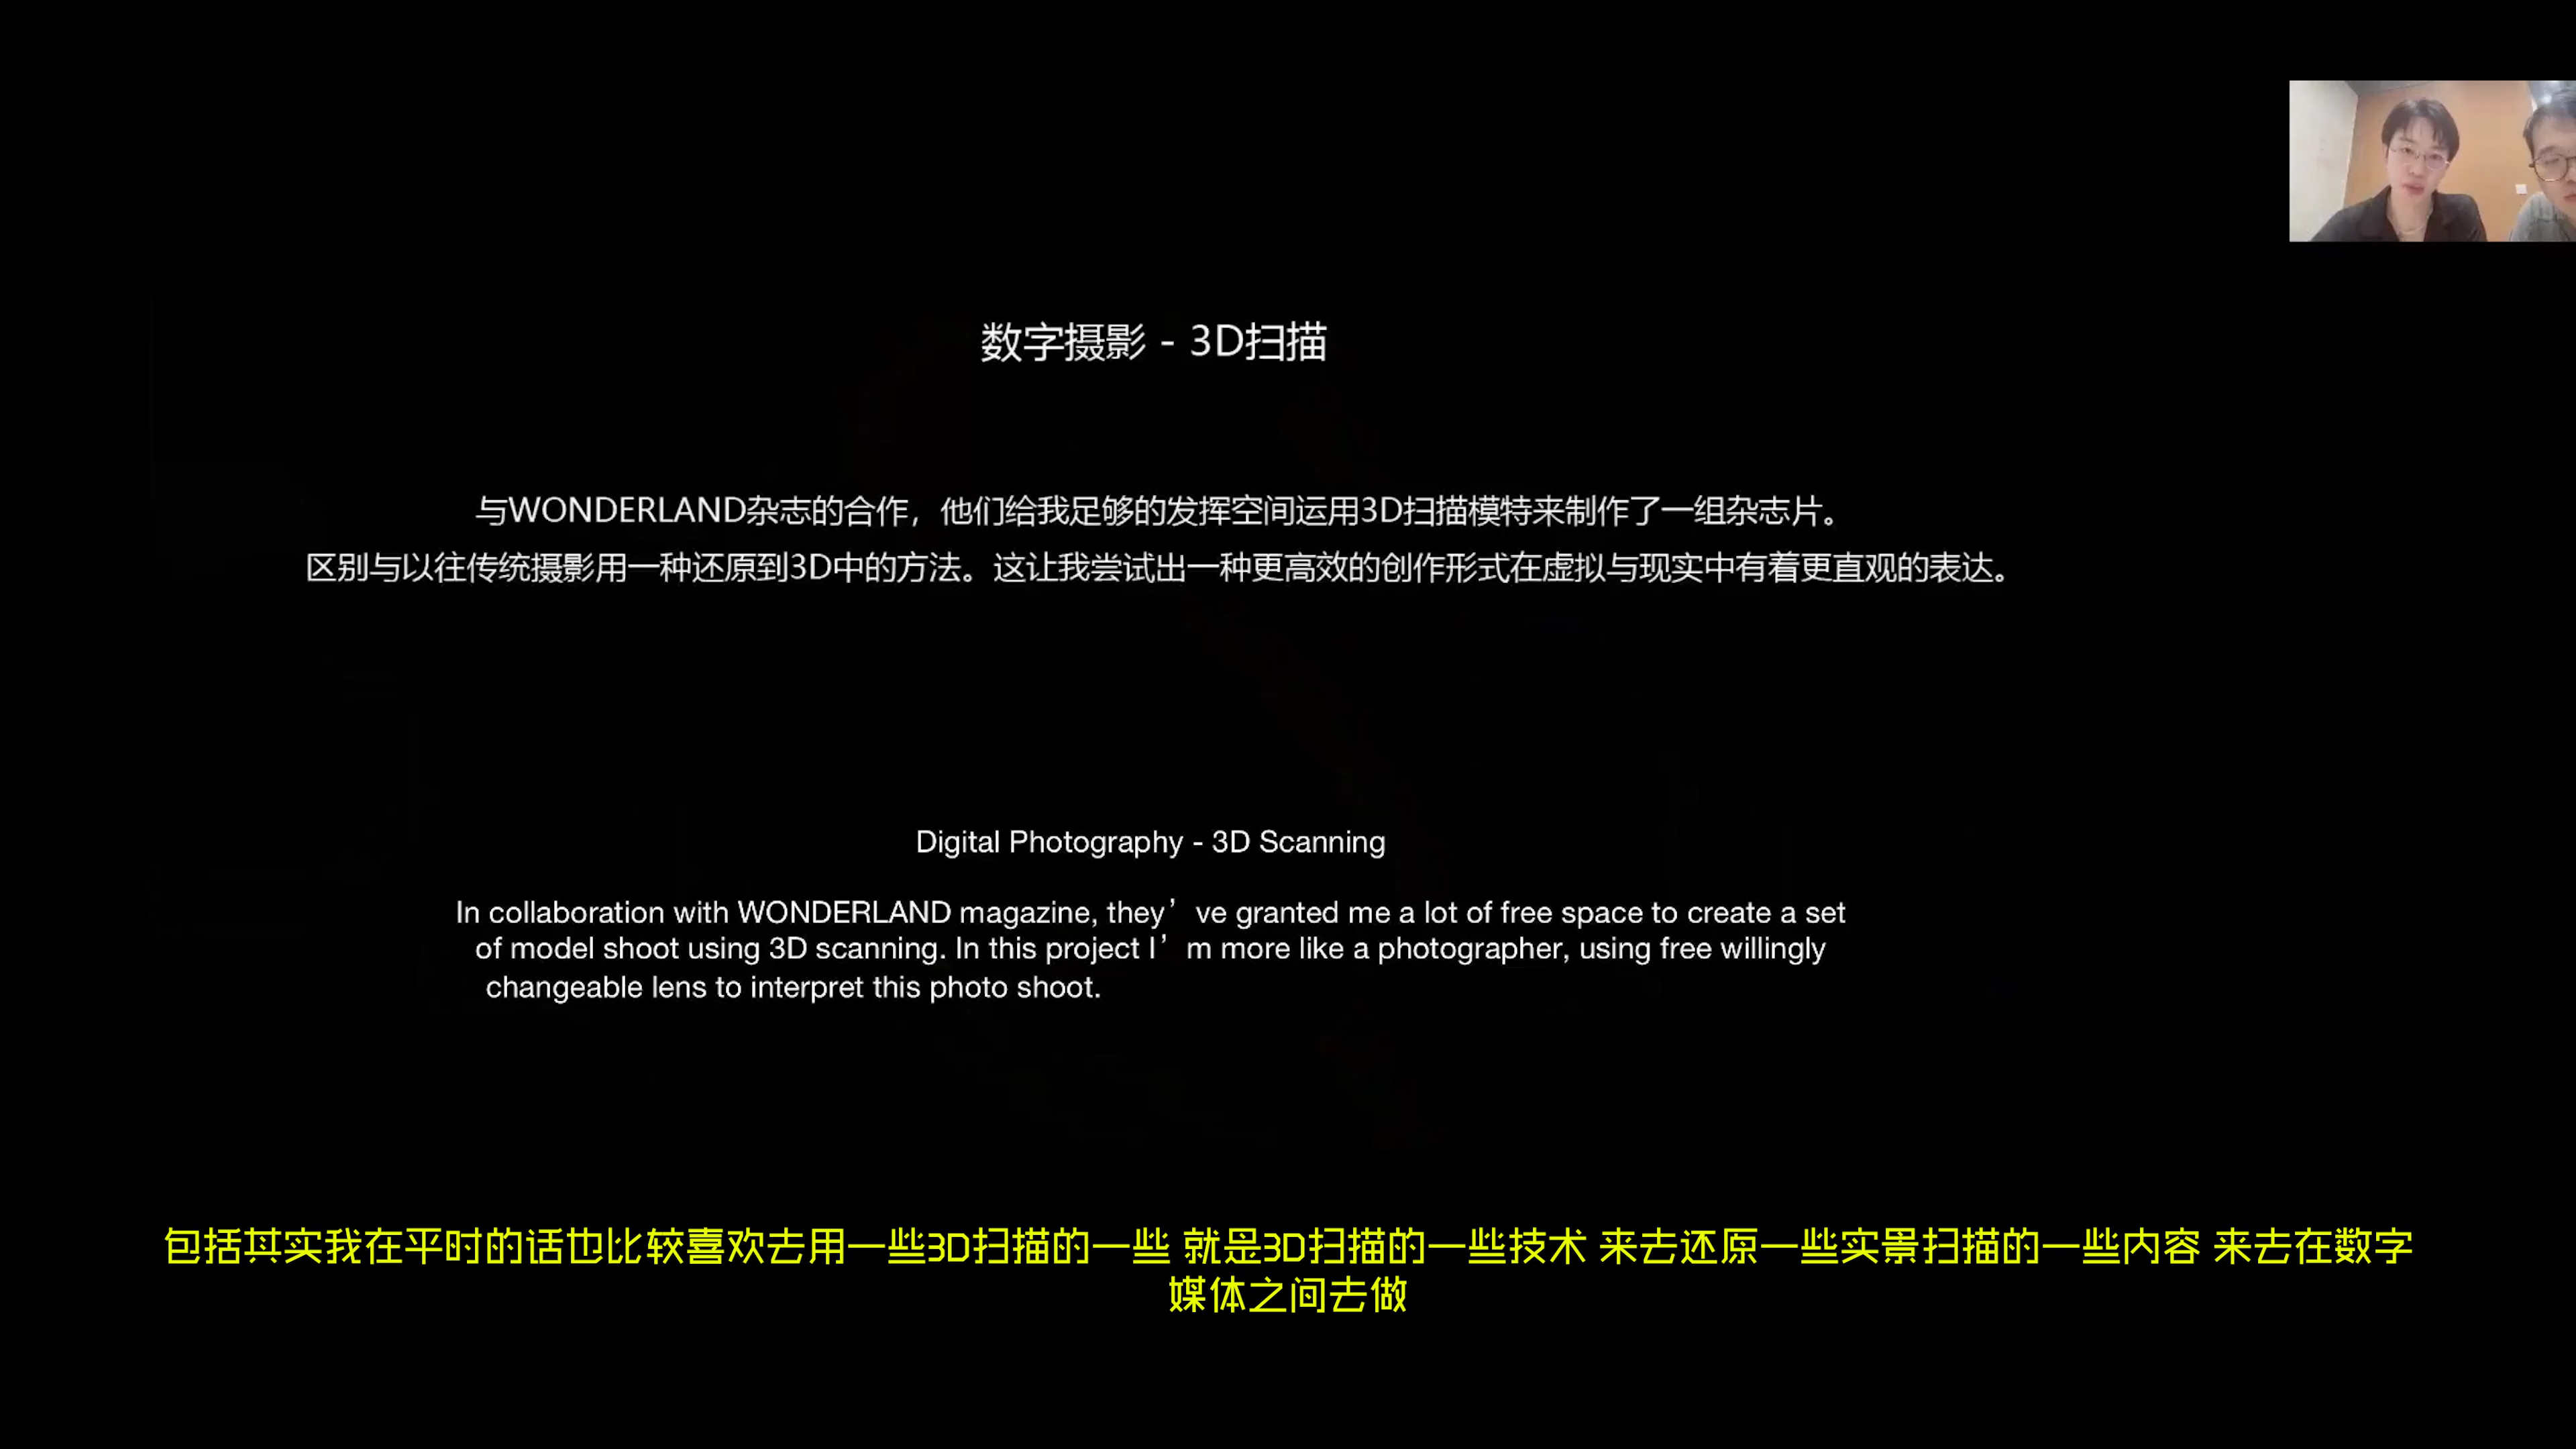 数字摄影 - 3D扫描
与WONDERLAND杂志的合作，他们给我足够的发挥空间运用3D扫描模特来制作了一组杂志片。
区别与以往传统摄影用一种还原到3D中的方法。这让我尝试出一种更高效的创作形式在虚拟与现实中有着更直观的表达。
Digital Photography - 3D Scanning
In collaboration with WONDERLAND magazine, they’ve granted me a lot of free space to create a set
of model shoot using 3D scanning. In this project I’m more like a photographer, using free willingly
changeable lens to interpret this photo shoot.
包括其实我在平时的话也比较喜欢去用一些3D扫描的一些 就是3D扫描的一些技术 来去还原一些实景扫描的一些内容 来去在数字
媒体之间去做